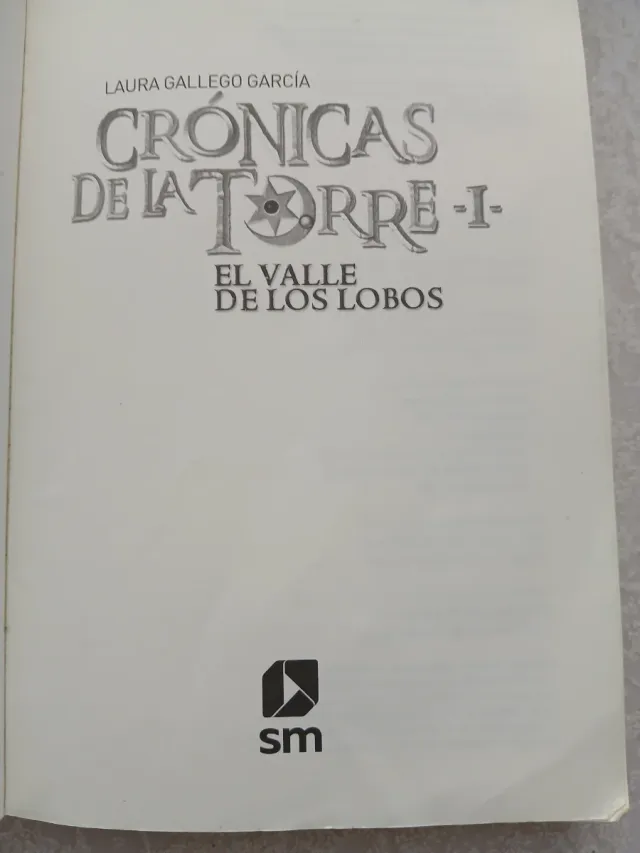 LAURA GALLEGO GARCÍA
CRÓNICAS
DE LA TORRE -I-
EL VALLE
DE LOS LOBOS
sm